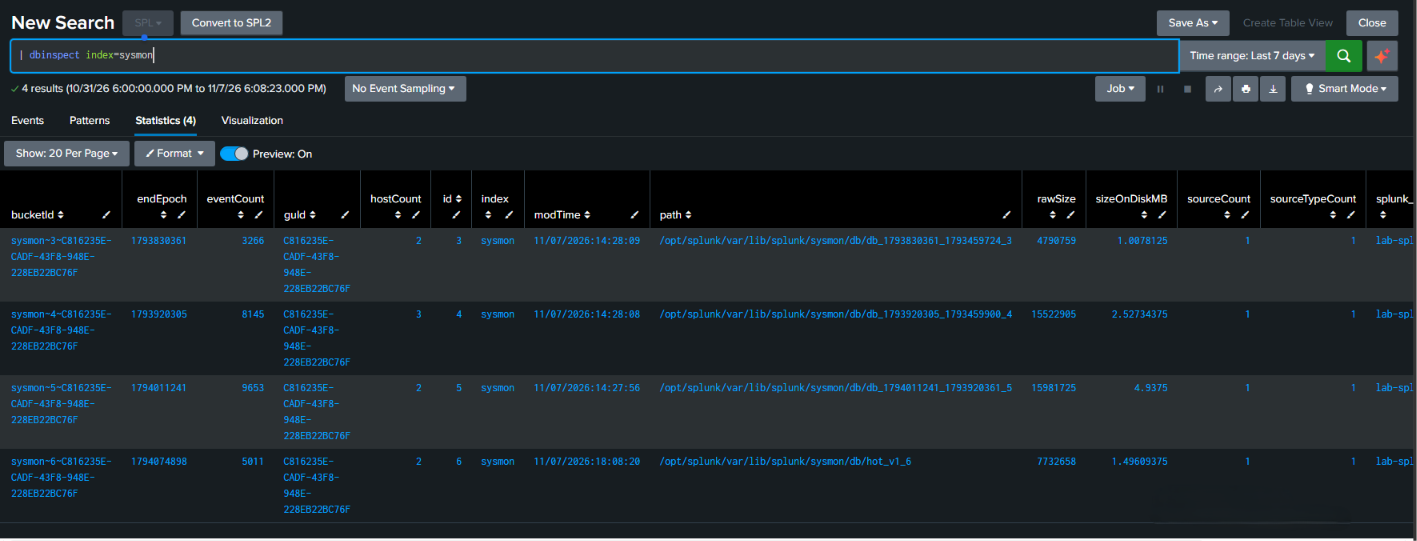 New Search SPL Convert to SPL2 Save As Create Table View Close
| dbinspect index=sysmon Time range: Last 7 days
4 results (10/31/26 6:00:00.000 PM to 11/7/26 6:08:23.000 PM) No Event Sampling Job Smart Mode
Events Patterns Statistics (4) Visualization
Show: 20 Per Page Format Preview: On
bucketId endEpoch eventCount guId hostCount id index modTime path rawSize sizeOnDiskMB sourceCount sourceTypeCount splunk_
sysmon~3~C816235E- 1793830361 3266 C816235E- 2 3 sysmon 11/07/2026:14:28:09 /opt/splunk/var/lib/splunk/sysmon/db/db_1793830361_1793459724_3 4790759 1.0078125 1 1 lab-spl
CADF-43F8-948E- CADF-43F8-
228EB22BC76F 948E-
228EB22BC76F
sysmon~4~C816235E- 1793920305 8145 C816235E- 3 4 sysmon 11/07/2026:14:28:08 /opt/splunk/var/lib/splunk/sysmon/db/db_1793920305_1793459900_4 15522905 2.52734375 1 1 lab-spl
CADF-43F8-948E- CADF-43F8-
228EB22BC76F 948E-
228EB22BC76F
sysmon~5~C816235E- 1794011241 9653 C816235E- 2 5 sysmon 11/07/2026:14:27:56 /opt/splunk/var/lib/splunk/sysmon/db/db_1794011241_1793920361_5 15981725 4.9375 1 1 lab-spl
CADF-43F8-948E- CADF-43F8-
228EB22BC76F 948E-
228EB22BC76F
sysmon~6~C816235E- 1794074898 5011 C816235E- 2 6 sysmon 11/07/2026:18:08:20 /opt/splunk/var/lib/splunk/sysmon/db/hot_v1_6 7732658 1.49609375 1 1 lab-spl
CADF-43F8-948E- CADF-43F8-
228EB22BC76F 948E-
228EB22BC76F